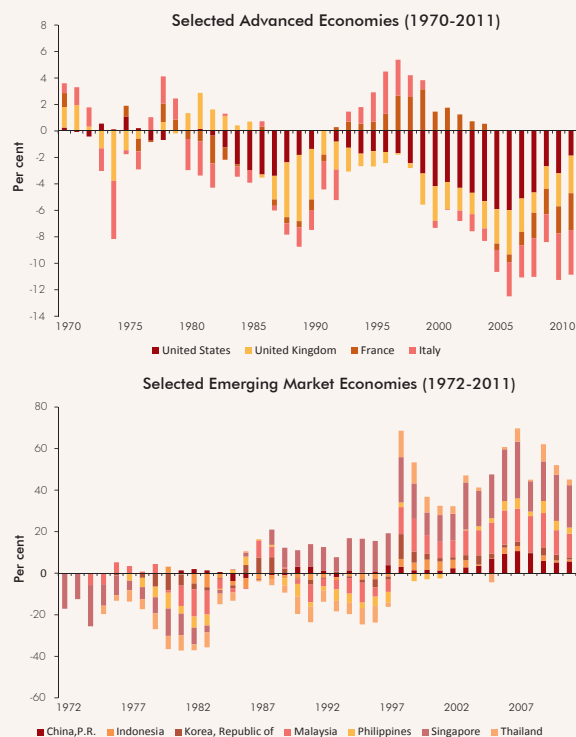 Selected Advanced Economies (1970-2011)
8
6
4
2
0
-2
-4
-6
-8
-10
-12
-14
Per cent
1970 1975 1980 1985 1990 1995 2000 2005 2010
United States United Kingdom France Italy
Selected Emerging Market Economies (1972-2011)
80
60
40
20
0
-20
-40
-60
Per cent
1972 1977 1982 1987 1992 1997 2002 2007
China,P.R. Indonesia Korea, Republic of Malaysia Philippines Singapore Thailand